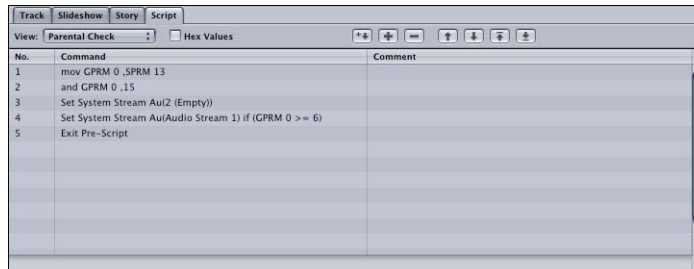 Track Slideshow Story Script
View: Parental Check Hex Values
No. Command Comment
1 mov GPRM 0 ,SPRM 13
2 and GPRM 0 ,15
3 Set System Stream Au(2 (Empty))
4 Set System Stream Au(Audio Stream 1) if (GPRM 0 >= 6)
5 Exit Pre-Script